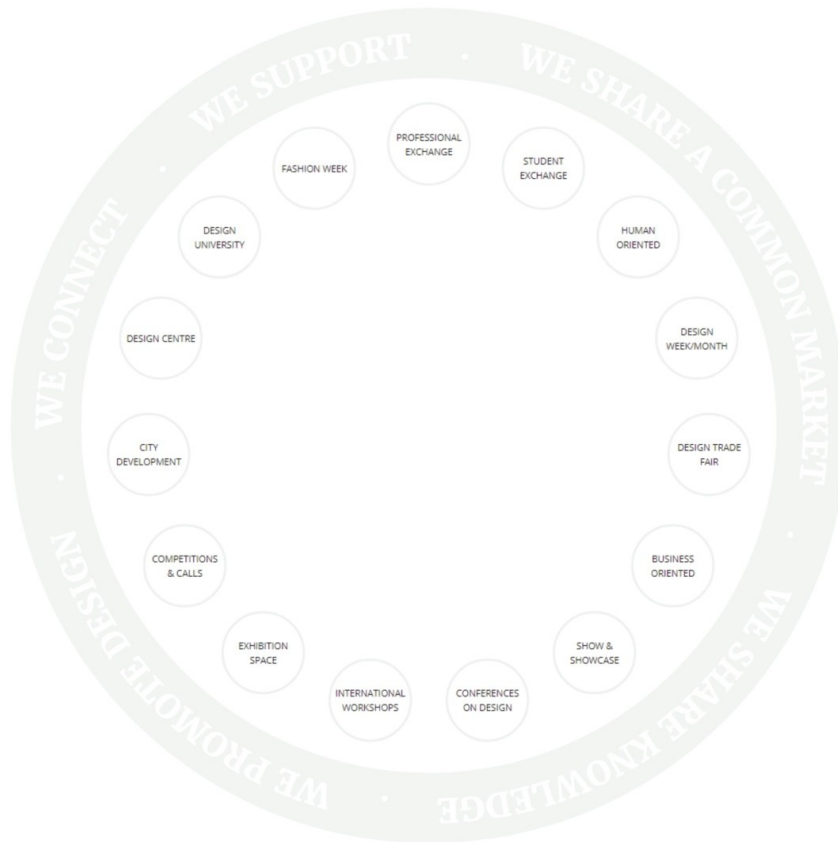 WE SUPPORT
·
WE SHARE A COMMON MARKET
·
WE SHARE KNOWLEDGE
·
WE PROMOTE DESIGN
·
WE CONNECT
·
PROFESSIONAL
EXCHANGE
STUDENT
EXCHANGE
HUMAN
ORIENTED
DESIGN
WEEK/MONTH
DESIGN TRADE
FAIR
BUSINESS
ORIENTED
SHOW &
SHOWCASE
CONFERENCES
ON DESIGN
INTERNATIONAL
WORKSHOPS
EXHIBITION
SPACE
COMPETITIONS
& CALLS
CITY
DEVELOPMENT
DESIGN CENTRE
DESIGN
UNIVERSITY
FASHION WEEK